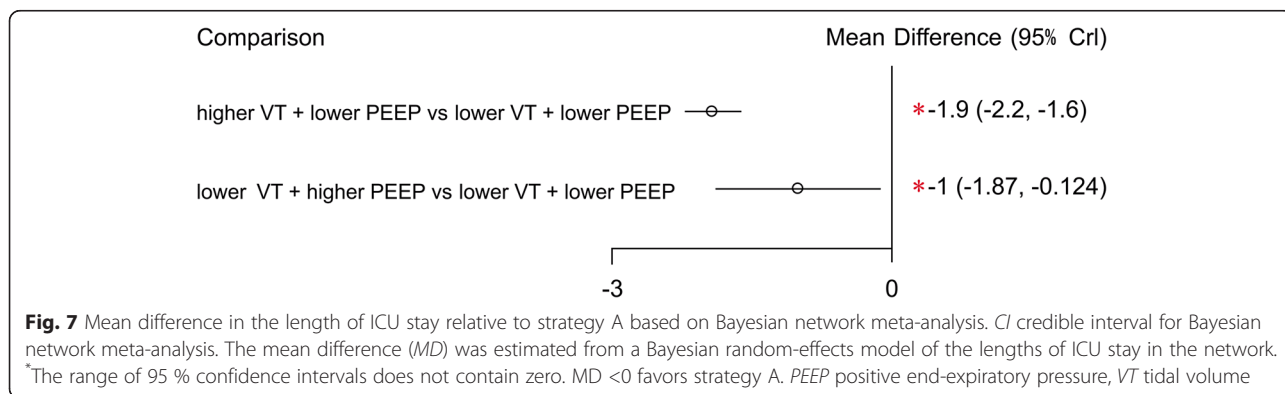 Comparison Mean Difference (95% CrI)
higher VT + lower PEEP vs lower VT + lower PEEP *-1.9 (-2.2, -1.6)
lower VT + higher PEEP vs lower VT + lower PEEP *-1 (-1.87, -0.124)
-3 0
Fig. 7 Mean difference in the length of ICU stay relative to strategy A based on Bayesian network meta-analysis. CI credible interval for Bayesian
network meta-analysis. The mean difference (MD) was estimated from a Bayesian random-effects model of the lengths of ICU stay in the network.
*The range of 95 % confidence intervals does not contain zero. MD <0 favors strategy A. PEEP positive end-expiratory pressure, VT tidal volume